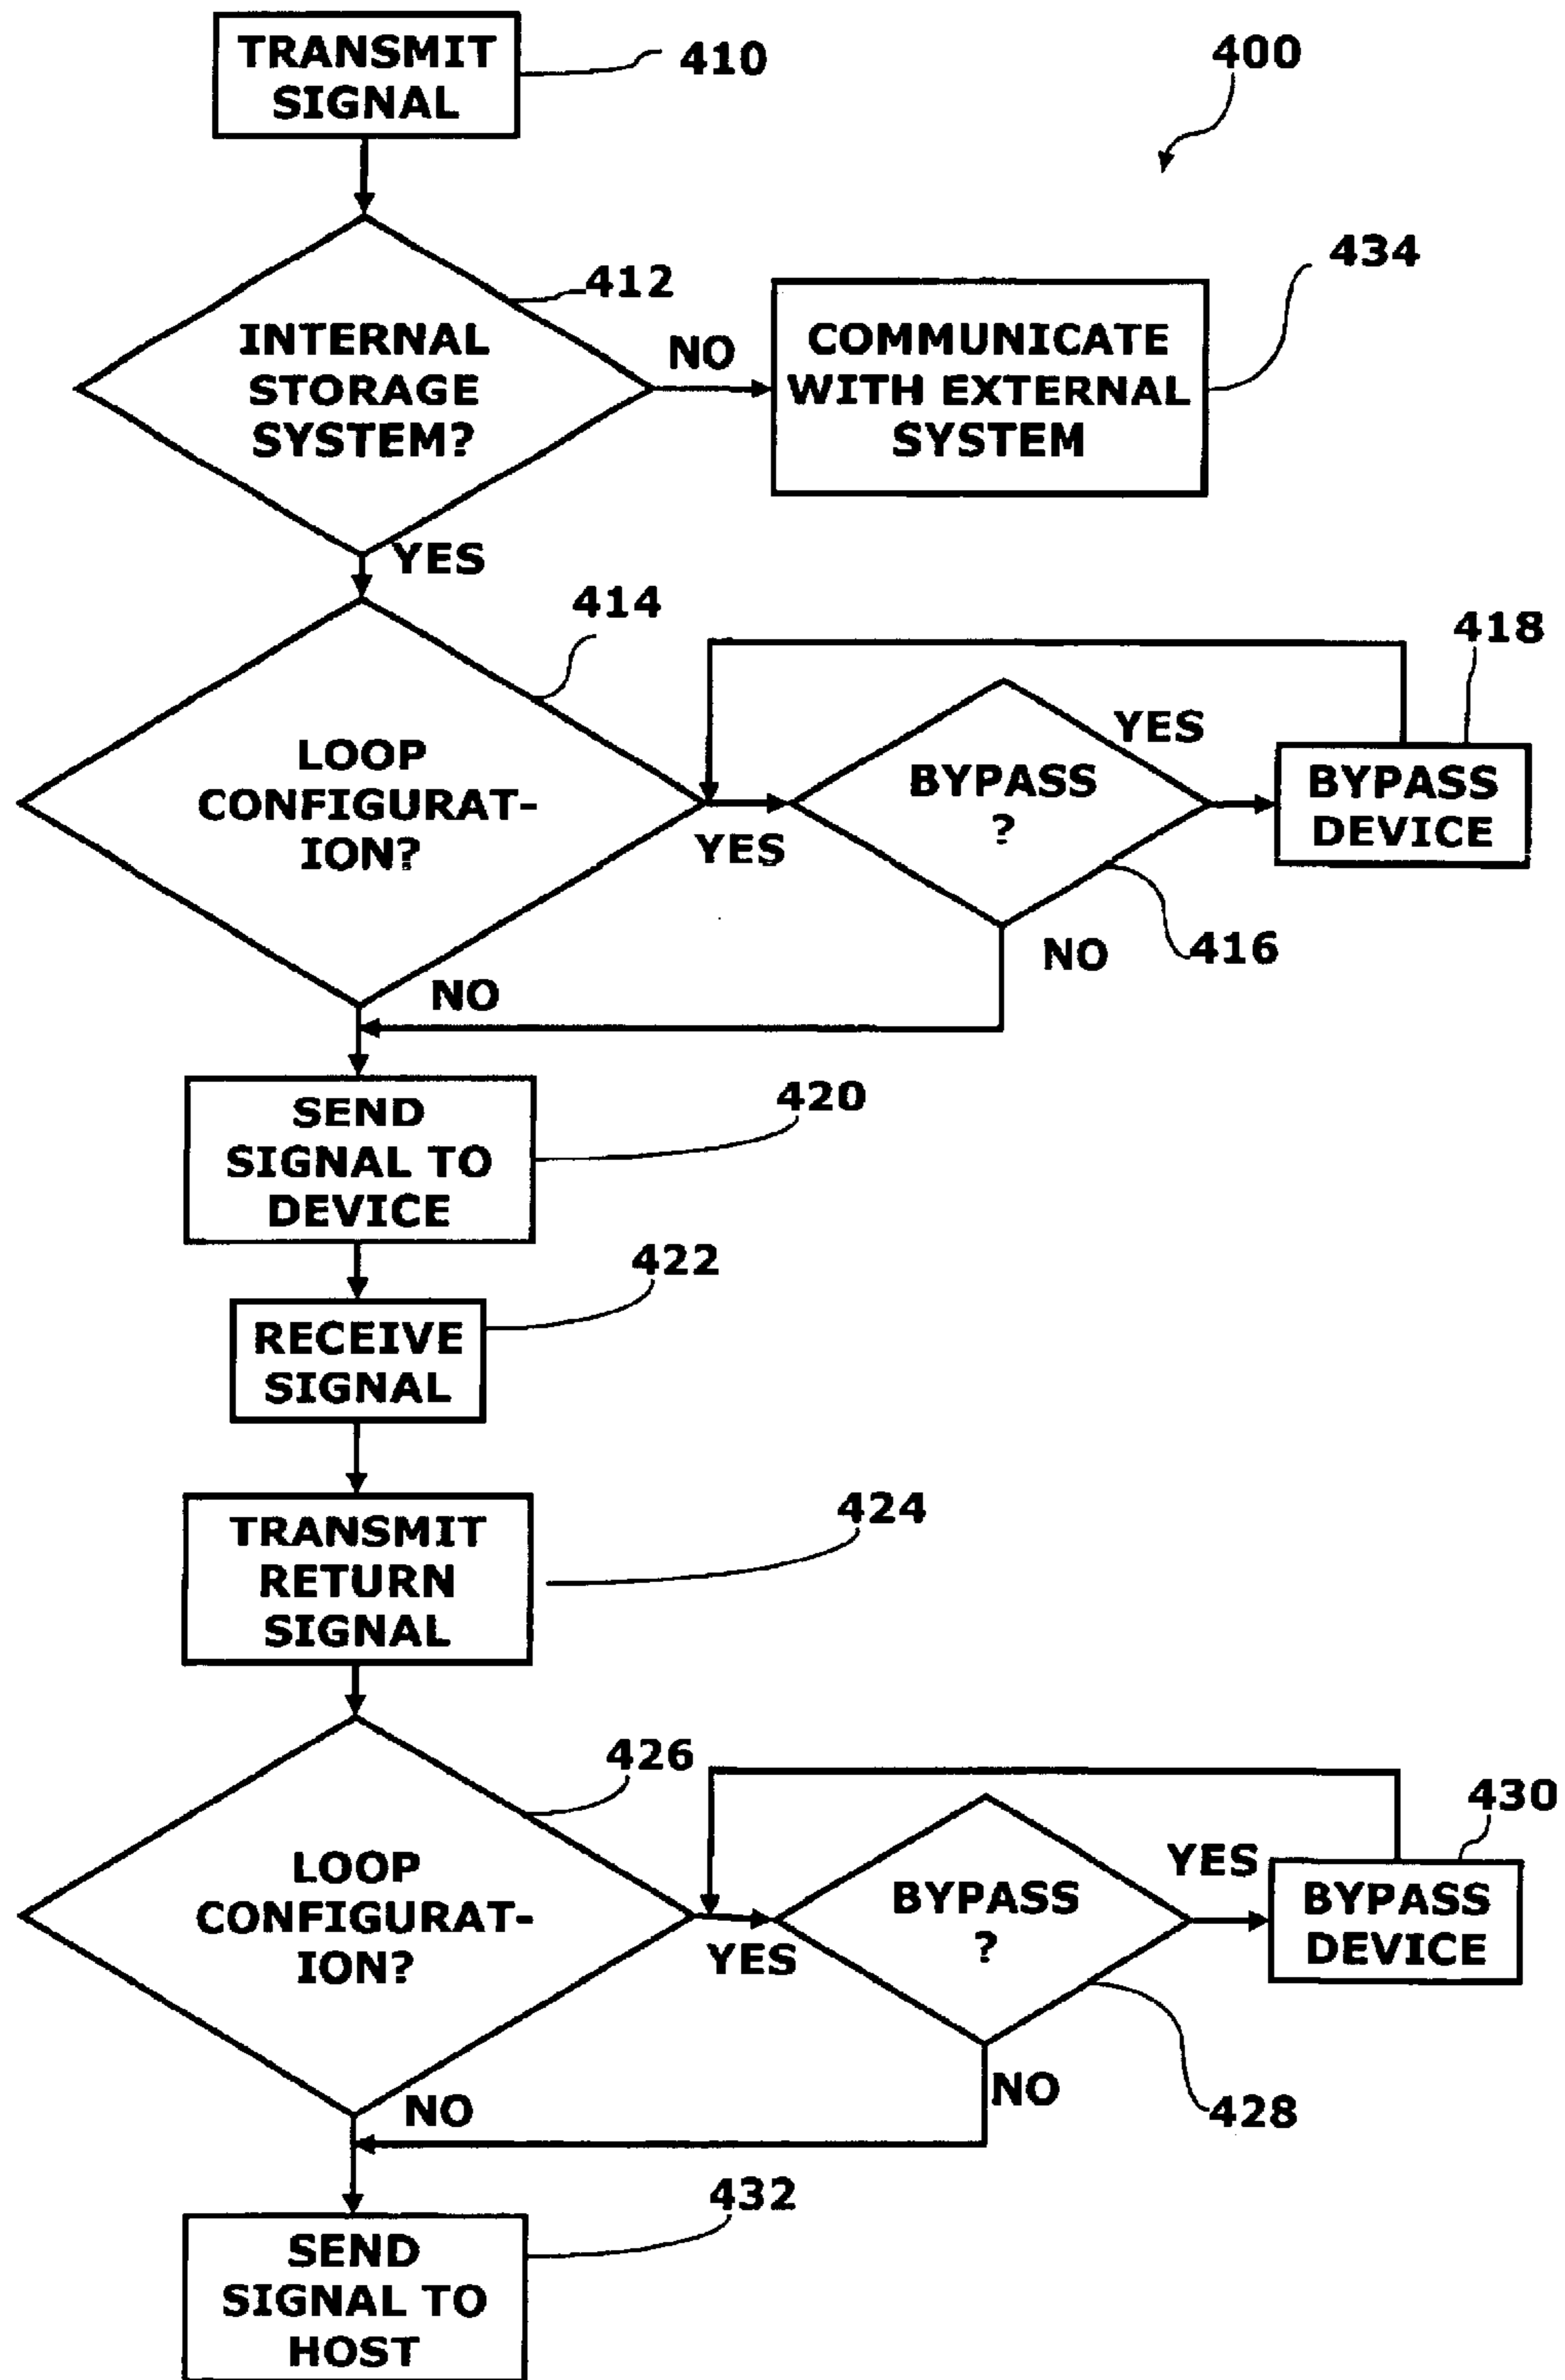 TRANSMIT
SIGNAL
410
400
412
INTERNAL
STORAGE
SYSTEM?
NO
434
COMMUNICATE
WITH EXTERNAL
SYSTEM
YES
414
LOOP
CONFIGURAT-
ION?
YES
BYPASS
?
YES
418
BYPASS
DEVICE
416
NO
NO
SEND
SIGNAL TO
DEVICE
420
422
RECEIVE
SIGNAL
TRANSMIT
RETURN
SIGNAL
424
426
LOOP
CONFIGURAT-
ION?
YES
BYPASS
?
YES
430
BYPASS
DEVICE
428
NO
NO
432
SEND
SIGNAL TO
HOST